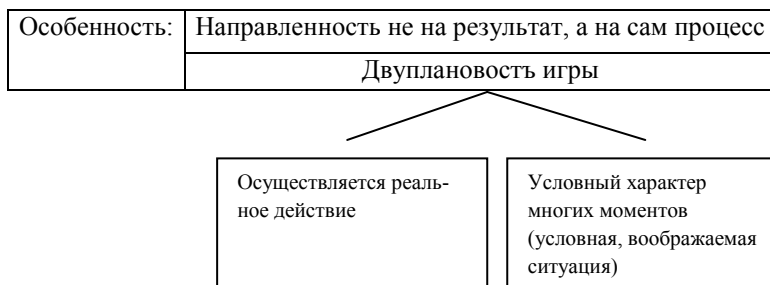 Особенность: Направленность не на результат, а на сам процесс
Двуплановостъ игры
Осуществляется реаль-
ное действие
Условный характер
многих моментов
(условная, воображаемая
ситуация)